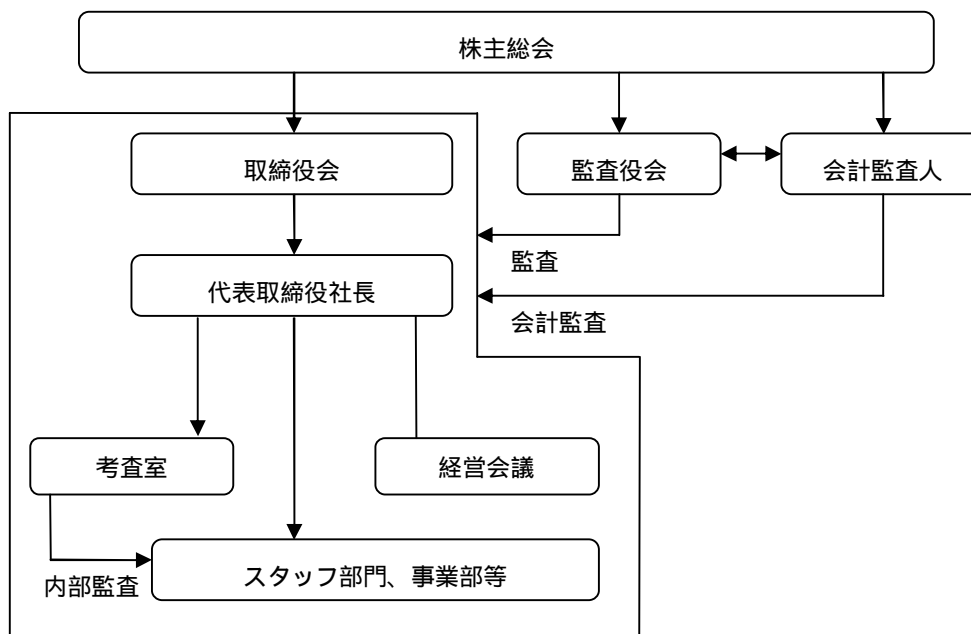 株主総会
取締役会
監査役会
会計監査人
監査
代表取締役社長
会計監査
考査室
経営会議
内部監査
スタッフ部門、事業部等